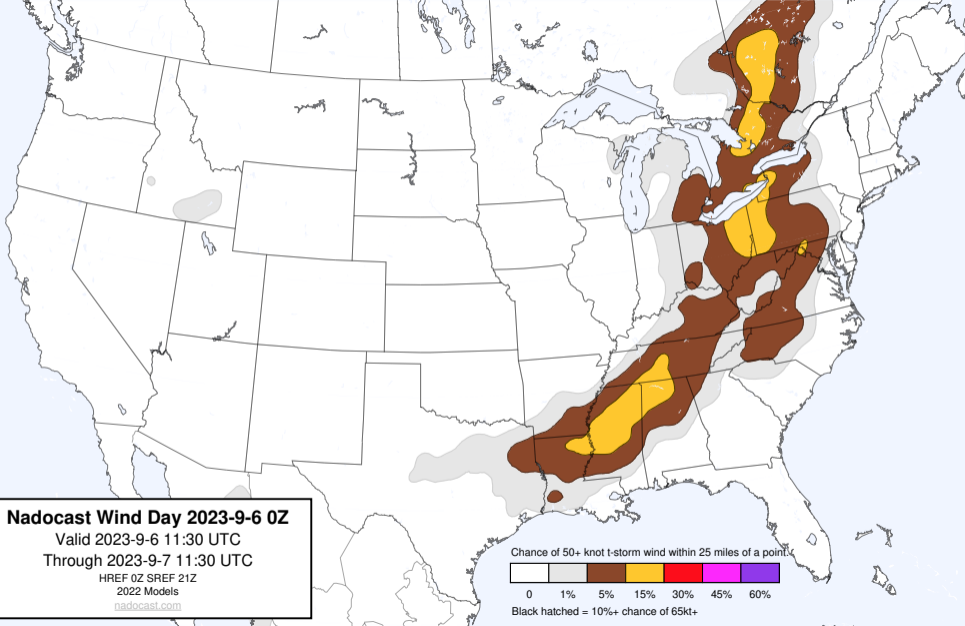 Nadocast Wind Day 2023-9-6 0Z
Valid 2023-9-6 11:30 UTC
Through 2023-9-7 11:30 UTC
HREF 0Z SREF 21Z
2022 Models
nadocast.com
Chance of 50+ knot t-storm wind within 25 miles of a point.
0 1% 5% 15% 30% 45% 60%
Black hatched = 10%+ chance of 65kt+